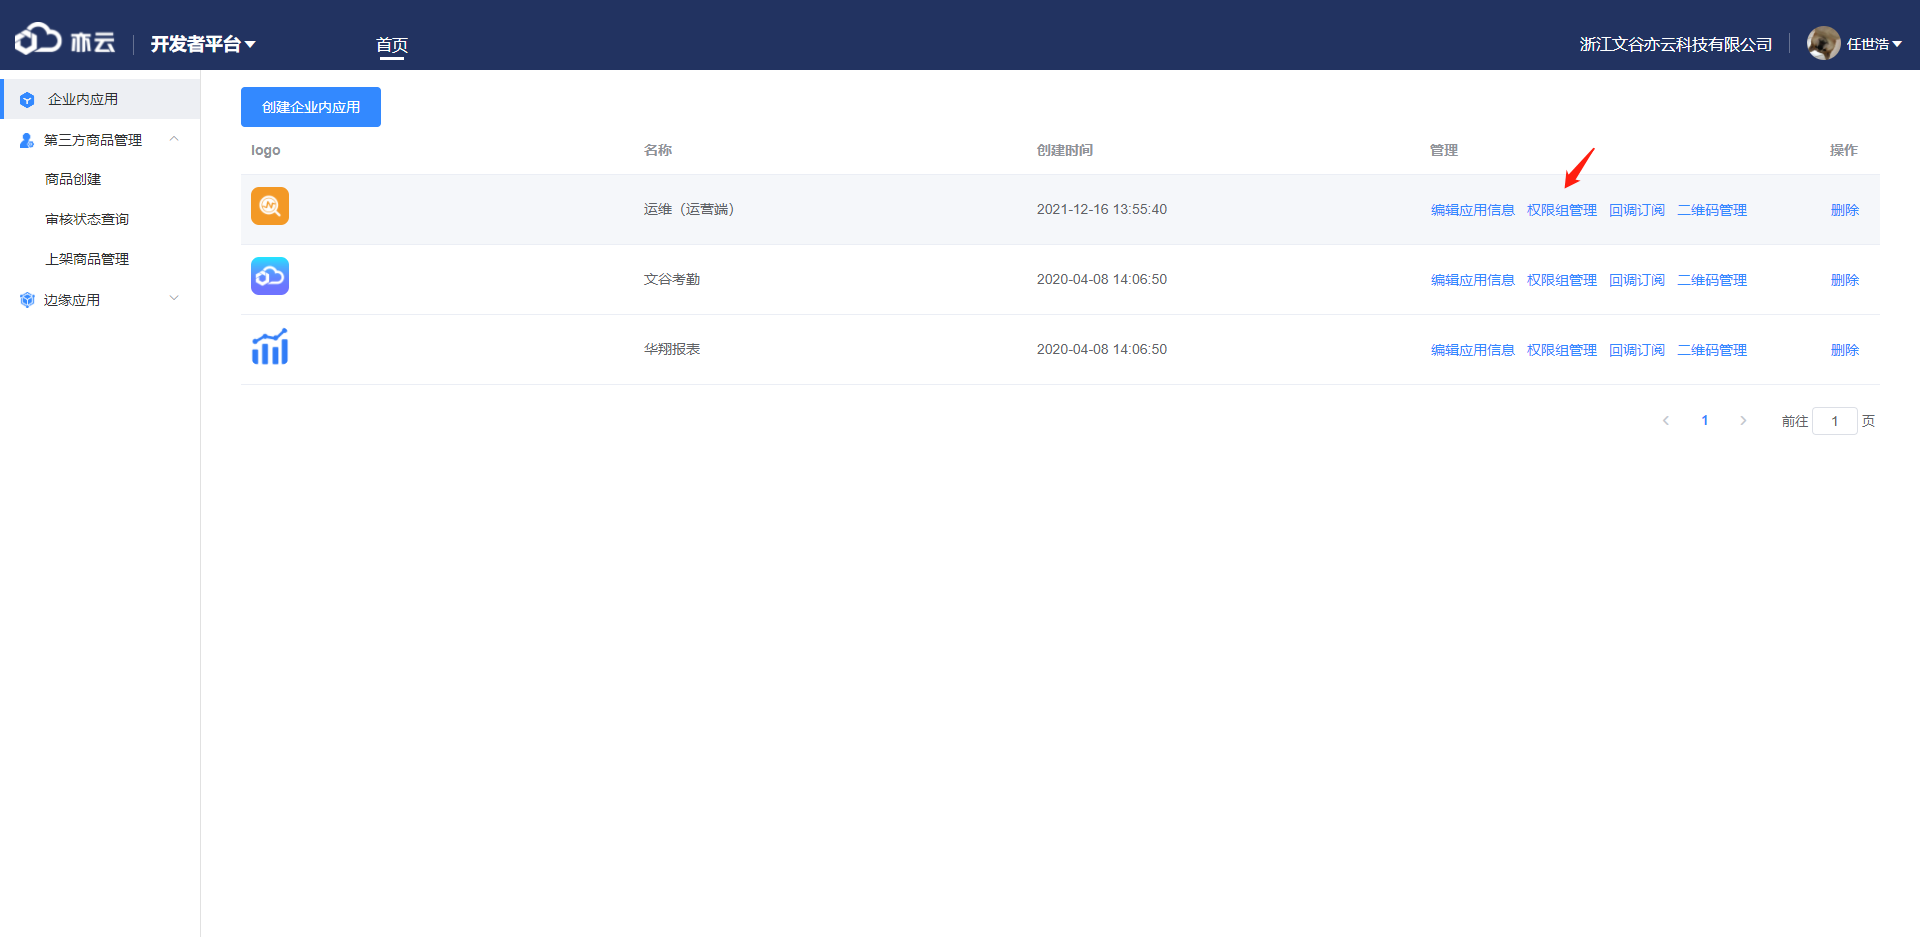 亦云 开发者平台 首页 浙江文谷亦云科技有限公司 任世浩
企业内应用
第三方商品管理
商品创建
审核状态查询
上架商品管理
边缘应用
创建企业内应用
logo 名称 创建时间 管理 操作
运维（运营端） 2021-12-16 13:55:40 编辑应用信息 权限组管理 回调订阅 二维码管理 删除
文谷考勤 2020-04-08 14:06:50 编辑应用信息 权限组管理 回调订阅 二维码管理 删除
华翔报表 2020-04-08 14:06:50 编辑应用信息 权限组管理 回调订阅 二维码管理 删除
1 前往 1 页